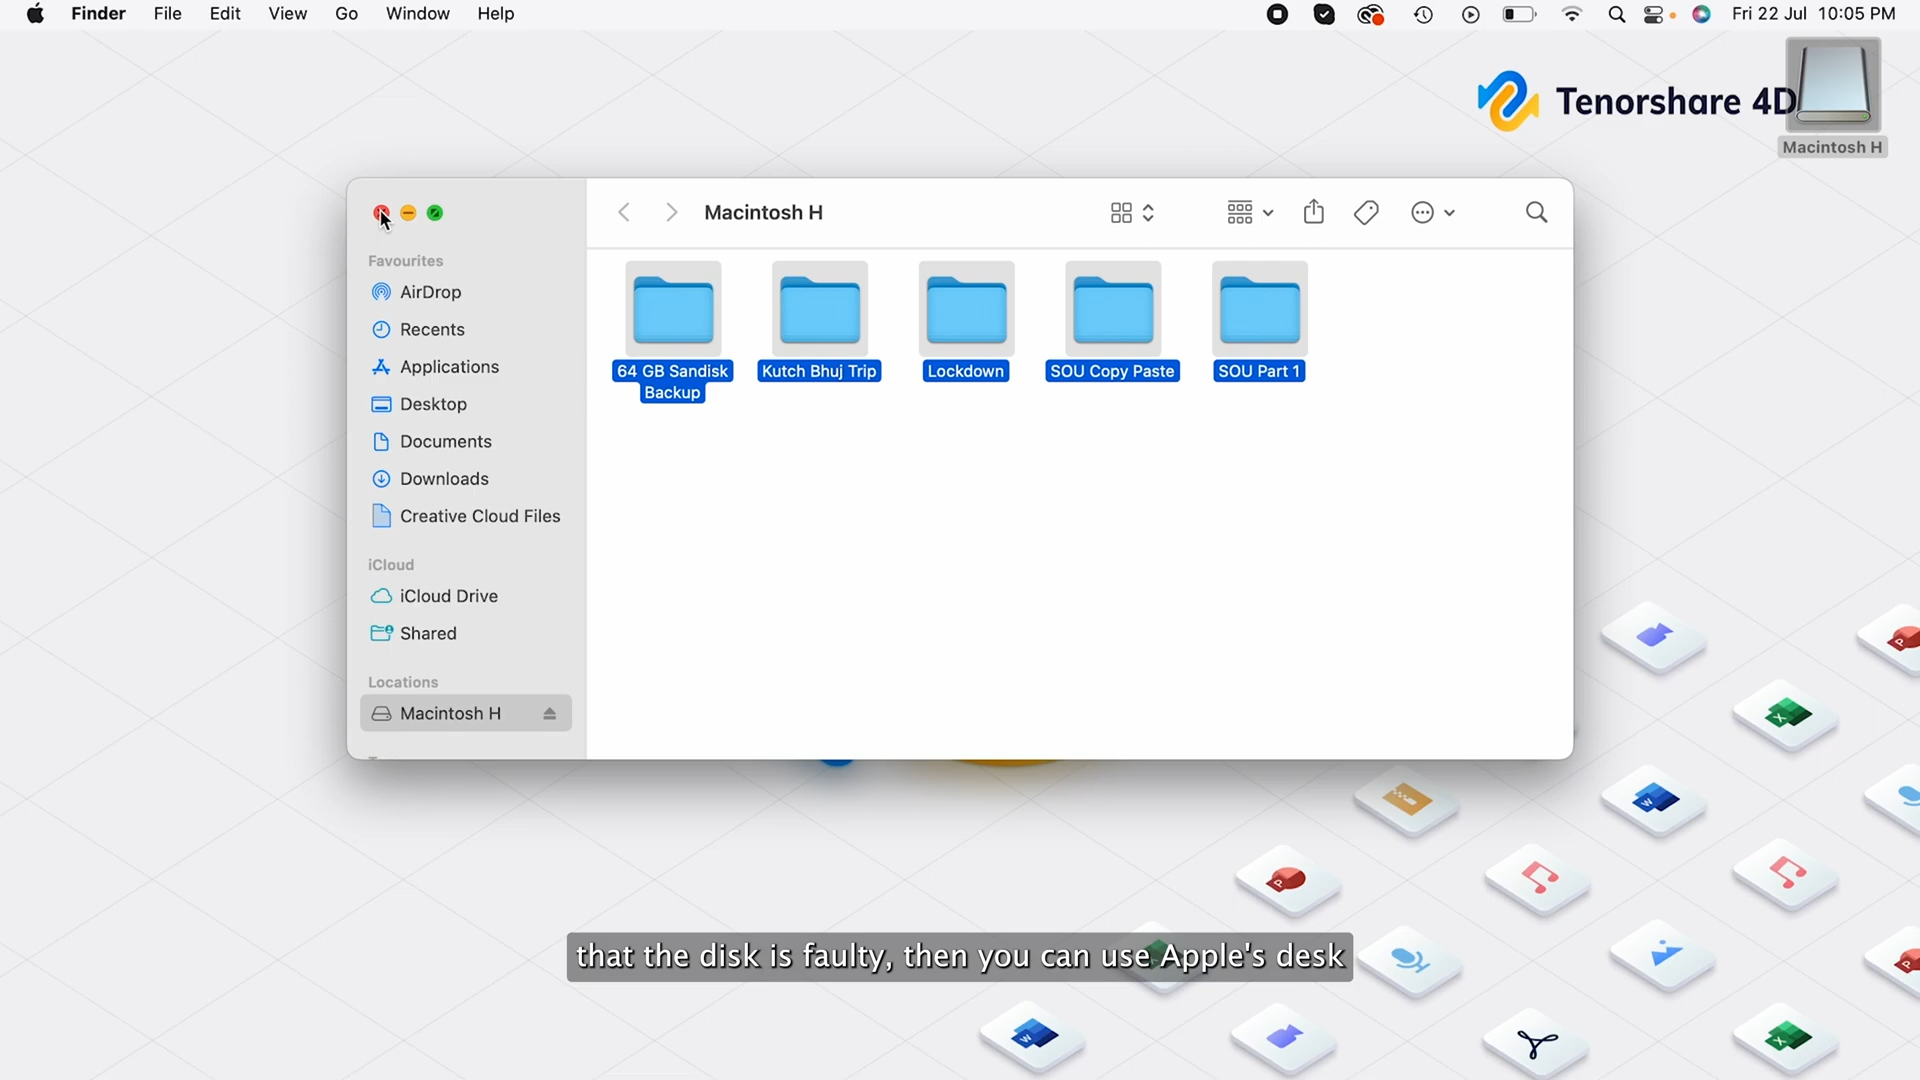 Finder File Edit View Go Window Help Fri 22 Jul 10:05 PM
Tenorshare 4D
Macintosh H
Macintosh H
Favourites
AirDrop
Recents
Applications
Desktop
Documents
Downloads
Creative Cloud Files
iCloud
iCloud Drive
Shared
Locations
Macintosh H
64 GB Sandisk
Backup
Kutch Bhuj Trip
Lockdown
SOU Copy Paste
SOU Part 1
that the disk is faulty, then you can use Apple's desk